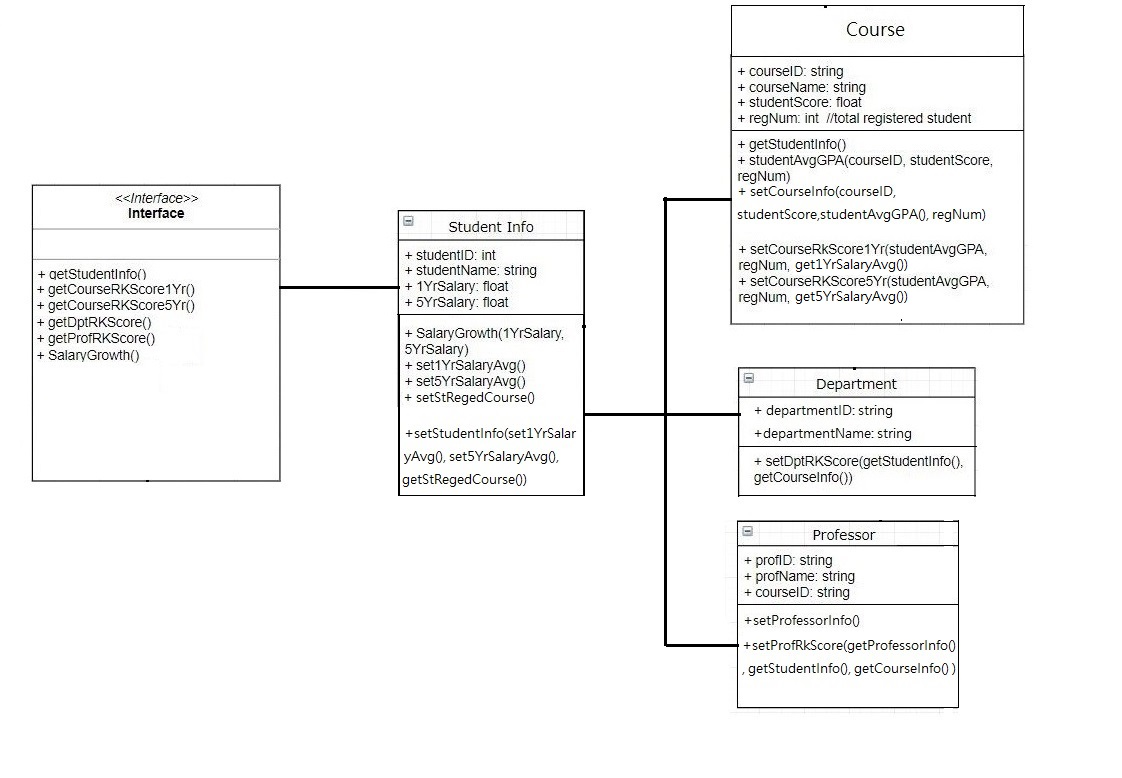 <<Interface>>
Interface
+ getStudentInfo()
+ getCourseRKScore1Yr()
+ getCourseRKScore5Yr()
+ getDptRKScore()
+ getProfRKScore()
+ SalaryGrowth()
Student Info
+ studentID: int
+ studentName: string
+ 1YrSalary: float
+ 5YrSalary: float
+ SalaryGrowth(1YrSalary,
5YrSalary)
+ set1YrSalaryAvg()
+ set5YrSalaryAvg()
+ setStRegedCourse()
+setStudentInfo(set1YrSalar
yAvg(), set5YrSalaryAvg(),
getStRegedCourse())
Course
+ courseID: string
+ courseName: string
+ studentScore: float
+ regNum: int //total registered student
+ getStudentInfo()
+ studentAvgGPA(courseID, studentScore,
regNum)
+ setCourseInfo(courseID,
studentScore,studentAvgGPA(), regNum)
+ setCourseRkScore1Yr(studentAvgGPA,
regNum, get1YrSalaryAvg())
+ setCourseRKScore5Yr(studentAvgGPA,
regNum, get5YrSalaryAvg())
Department
+ departmentID: string
+departmentName: string
+ setDptRKScore(getStudentInfo(),
getCourseInfo())
Professor
+ profID: string
+ profName: string
+ courseID: string
+setProfessorInfo()
+setProfRkScore(getProfessorInfo()
, getStudentInfo(), getCourseInfo() )